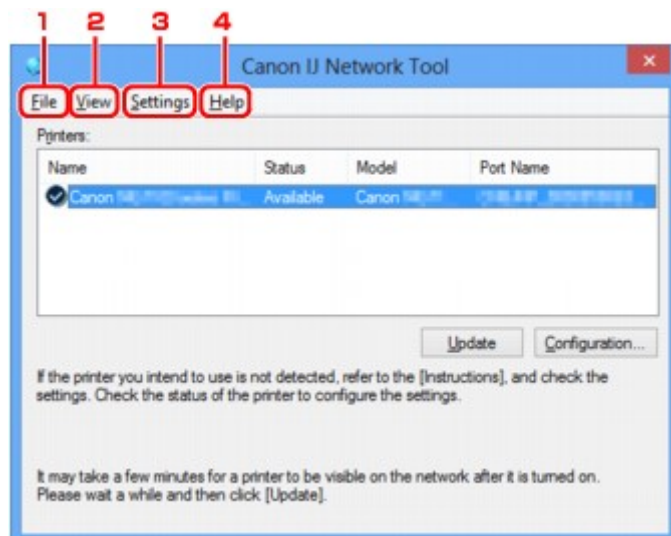 1 2 3 4
Canon IJ Network Tool
File View Settings Help
Printers:
Name Status Model Port Name
Canon Available Canon
Update Configuration...
If the printer you intend to use is not detected, refer to the [Instructions], and check the
settings. Check the status of the printer to configure the settings.
It may take a few minutes for a printer to be visible on the network after it is turned on.
Please wait a while and then click [Update].